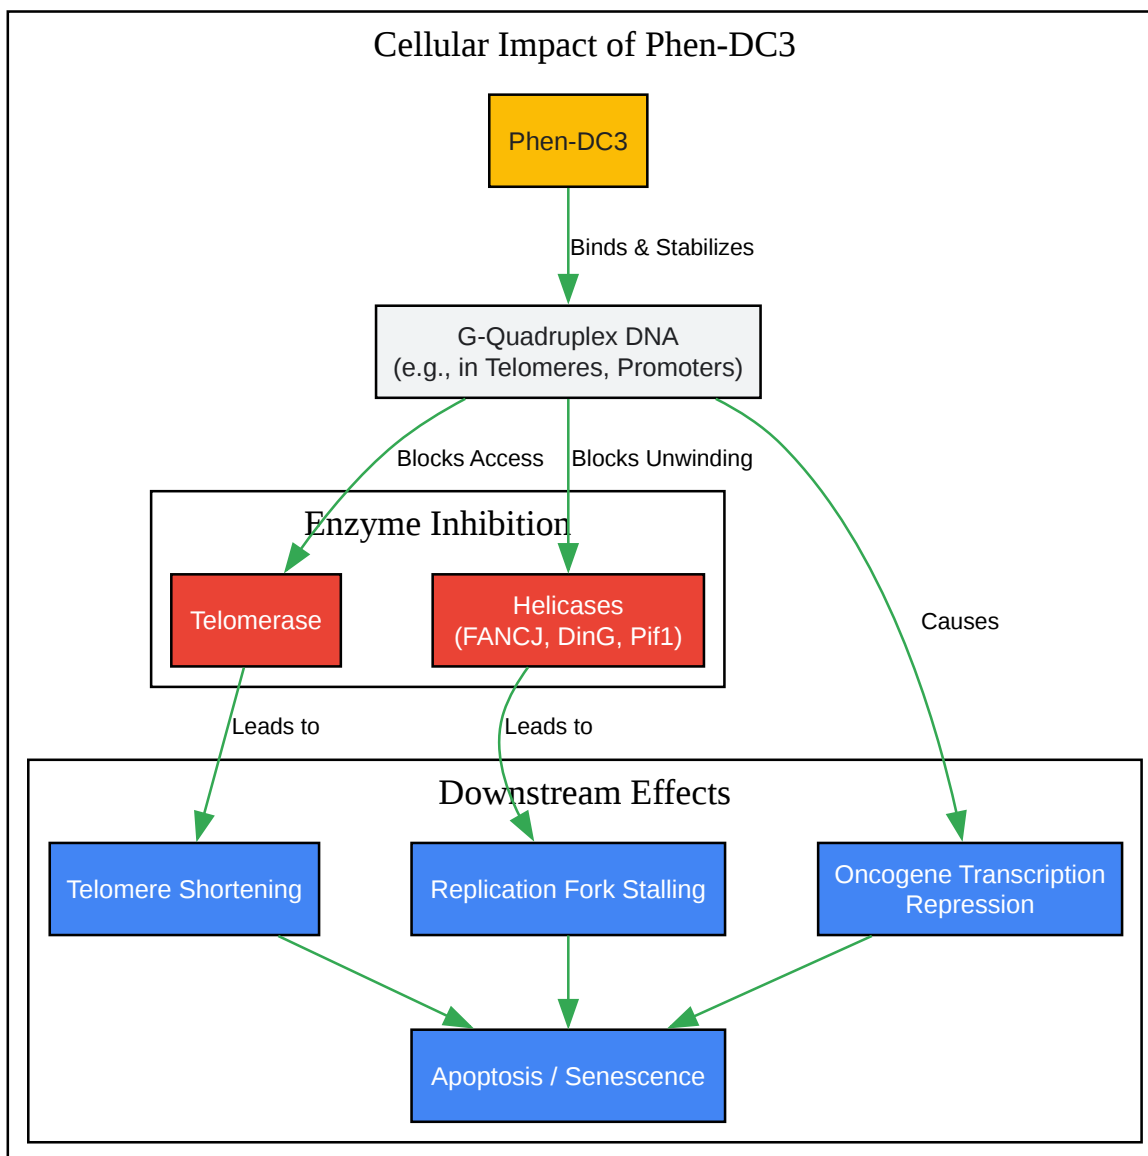 Cellular Impact of Phen-DC3
Phen-DC3
Binds & Stabilizes
G-Quadruplex DNA
(e.g., in Telomeres, Promoters)
Blocks Access
Blocks Unwinding
Enzyme Inhibition
Telomerase
Helicases
(FANCJ, DinG, Pif1)
Causes
Leads to
Leads to
Downstream Effects
Telomere Shortening
Replication Fork Stalling
Oncogene Transcription
Repression
Apoptosis / Senescence